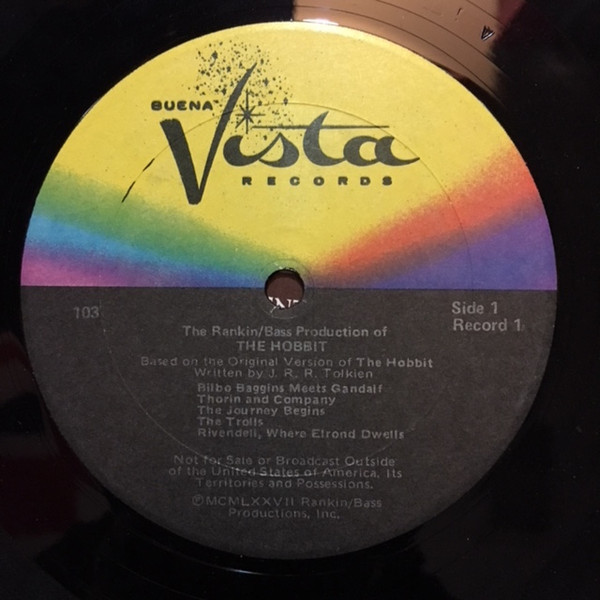 BUENA
Vista
RECORDS
103
Side 1
Record 1
The Rankin/Bass Production of
THE HOBBIT
Based on the Original Version of The Hobbit
Written by J. R. R. Tolkien
Bilbo Baggins Meets Gandalf
Thorin and Company
The Journey Begins
The Trolls
Rivendell, Where Elrond Dwells
Not for Sale or Broadcast Outside
of the United States of America, Its
Territories and Possessions.
ⓅMCMLXXVII Rankin/Bass
Productions, Inc.